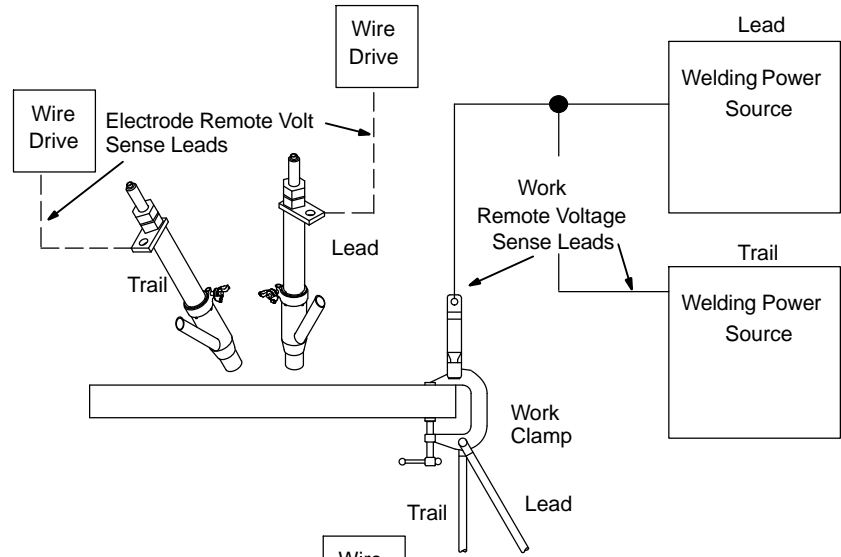 Wire
Drive
Lead
Wire
Drive
Electrode Remote Volt
Sense Leads
Welding Power
Source
Work
Remote Voltage
Sense Leads
Lead
Trail
Trail
Welding Power
Source
Work
Clamp
Trail
Lead
Wire